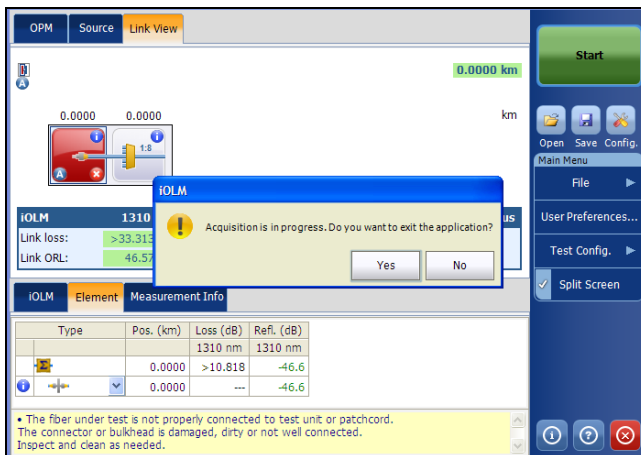 OPM Source Link View
Start
0.0000 km
A
0.0000 0.0000 km
1:8
A
Open Save Config.
Main Menu
File
User Preferences...
Test Config.
Split Screen
iOLM
Acquisition is in progress. Do you want to exit the application?
Yes No
iOLM 1310 us
Link loss: >33.313
Link ORL: 46.57
iOLM Element Measurement Info
Type Pos. (km) Loss (dB) Refl. (dB)
1310 nm 1310 nm
Σ 0.0000 >10.818 -46.6
0.0000 --- -46.6
• The fiber under test is not properly connected to test unit or patchcord.
The connector or bulkhead is damaged, dirty or not well connected.
Inspect and clean as needed.